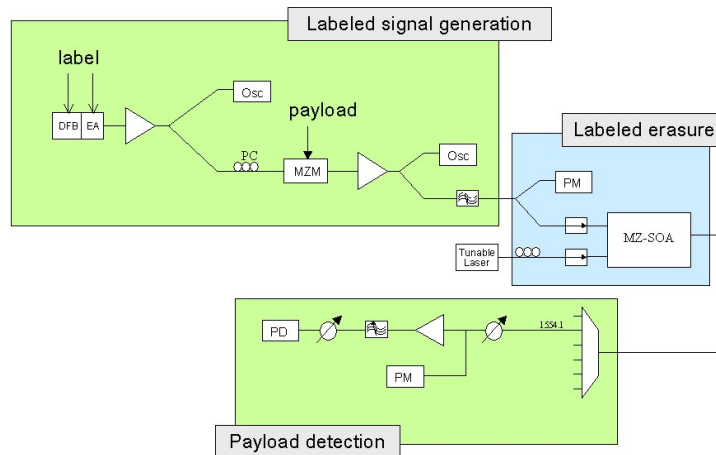 Labeled signal generation
label
Osc
payload
DFB EA
PC
MZM
Osc
Labeled erasure
PM
MZ-SOA
Tunable
Laser
1554.1
PD
PM
Payload detection